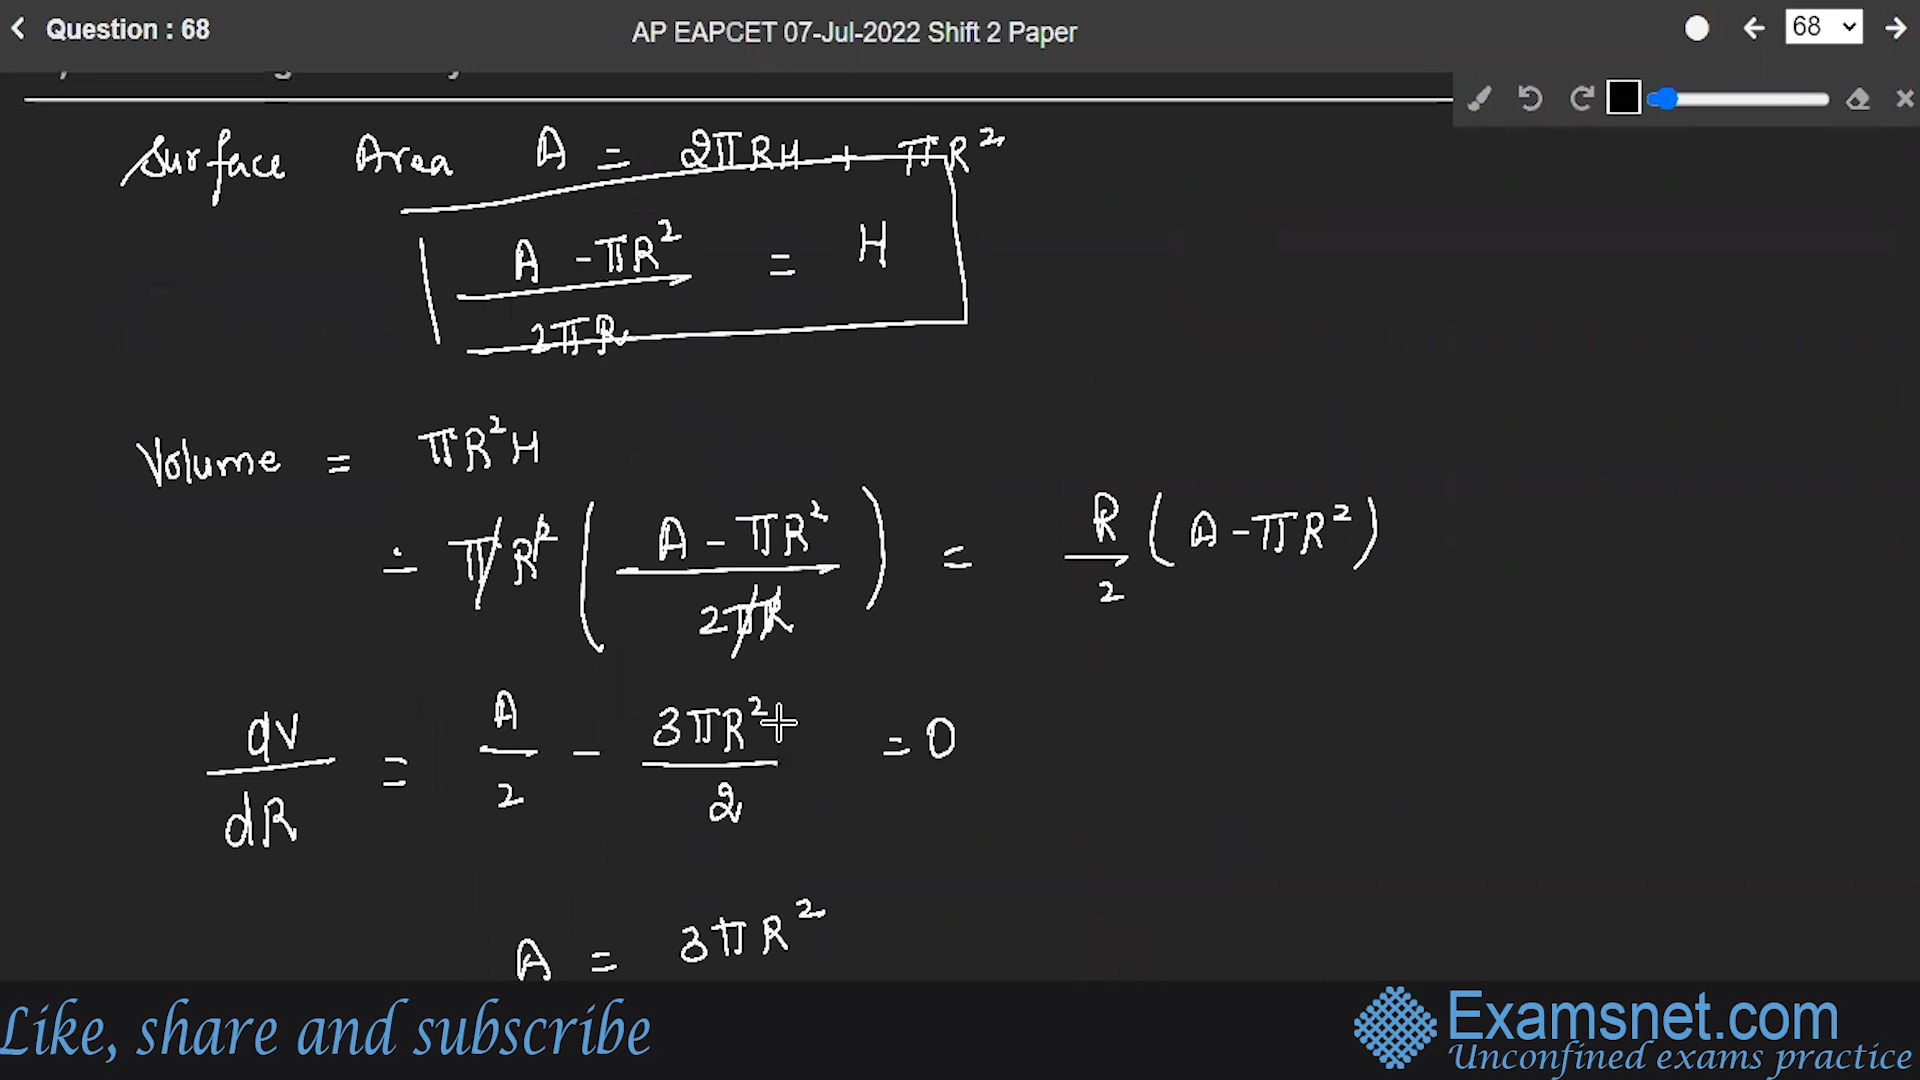 Question : 68
AP EAPCET 07-Jul-2022 Shift 2 Paper
68
Surface Area A = 2πRH + πR²
A - πR² / 2πR = H
Volume = πR²H
= πR² ( A - πR² / 2πR ) = R/2 ( A - πR² )
dV/dR = A/2 - 3πR²/2 = 0
A = 3πR²
Like, share and subscribe
Examsnet.com
Unconfined exams practice